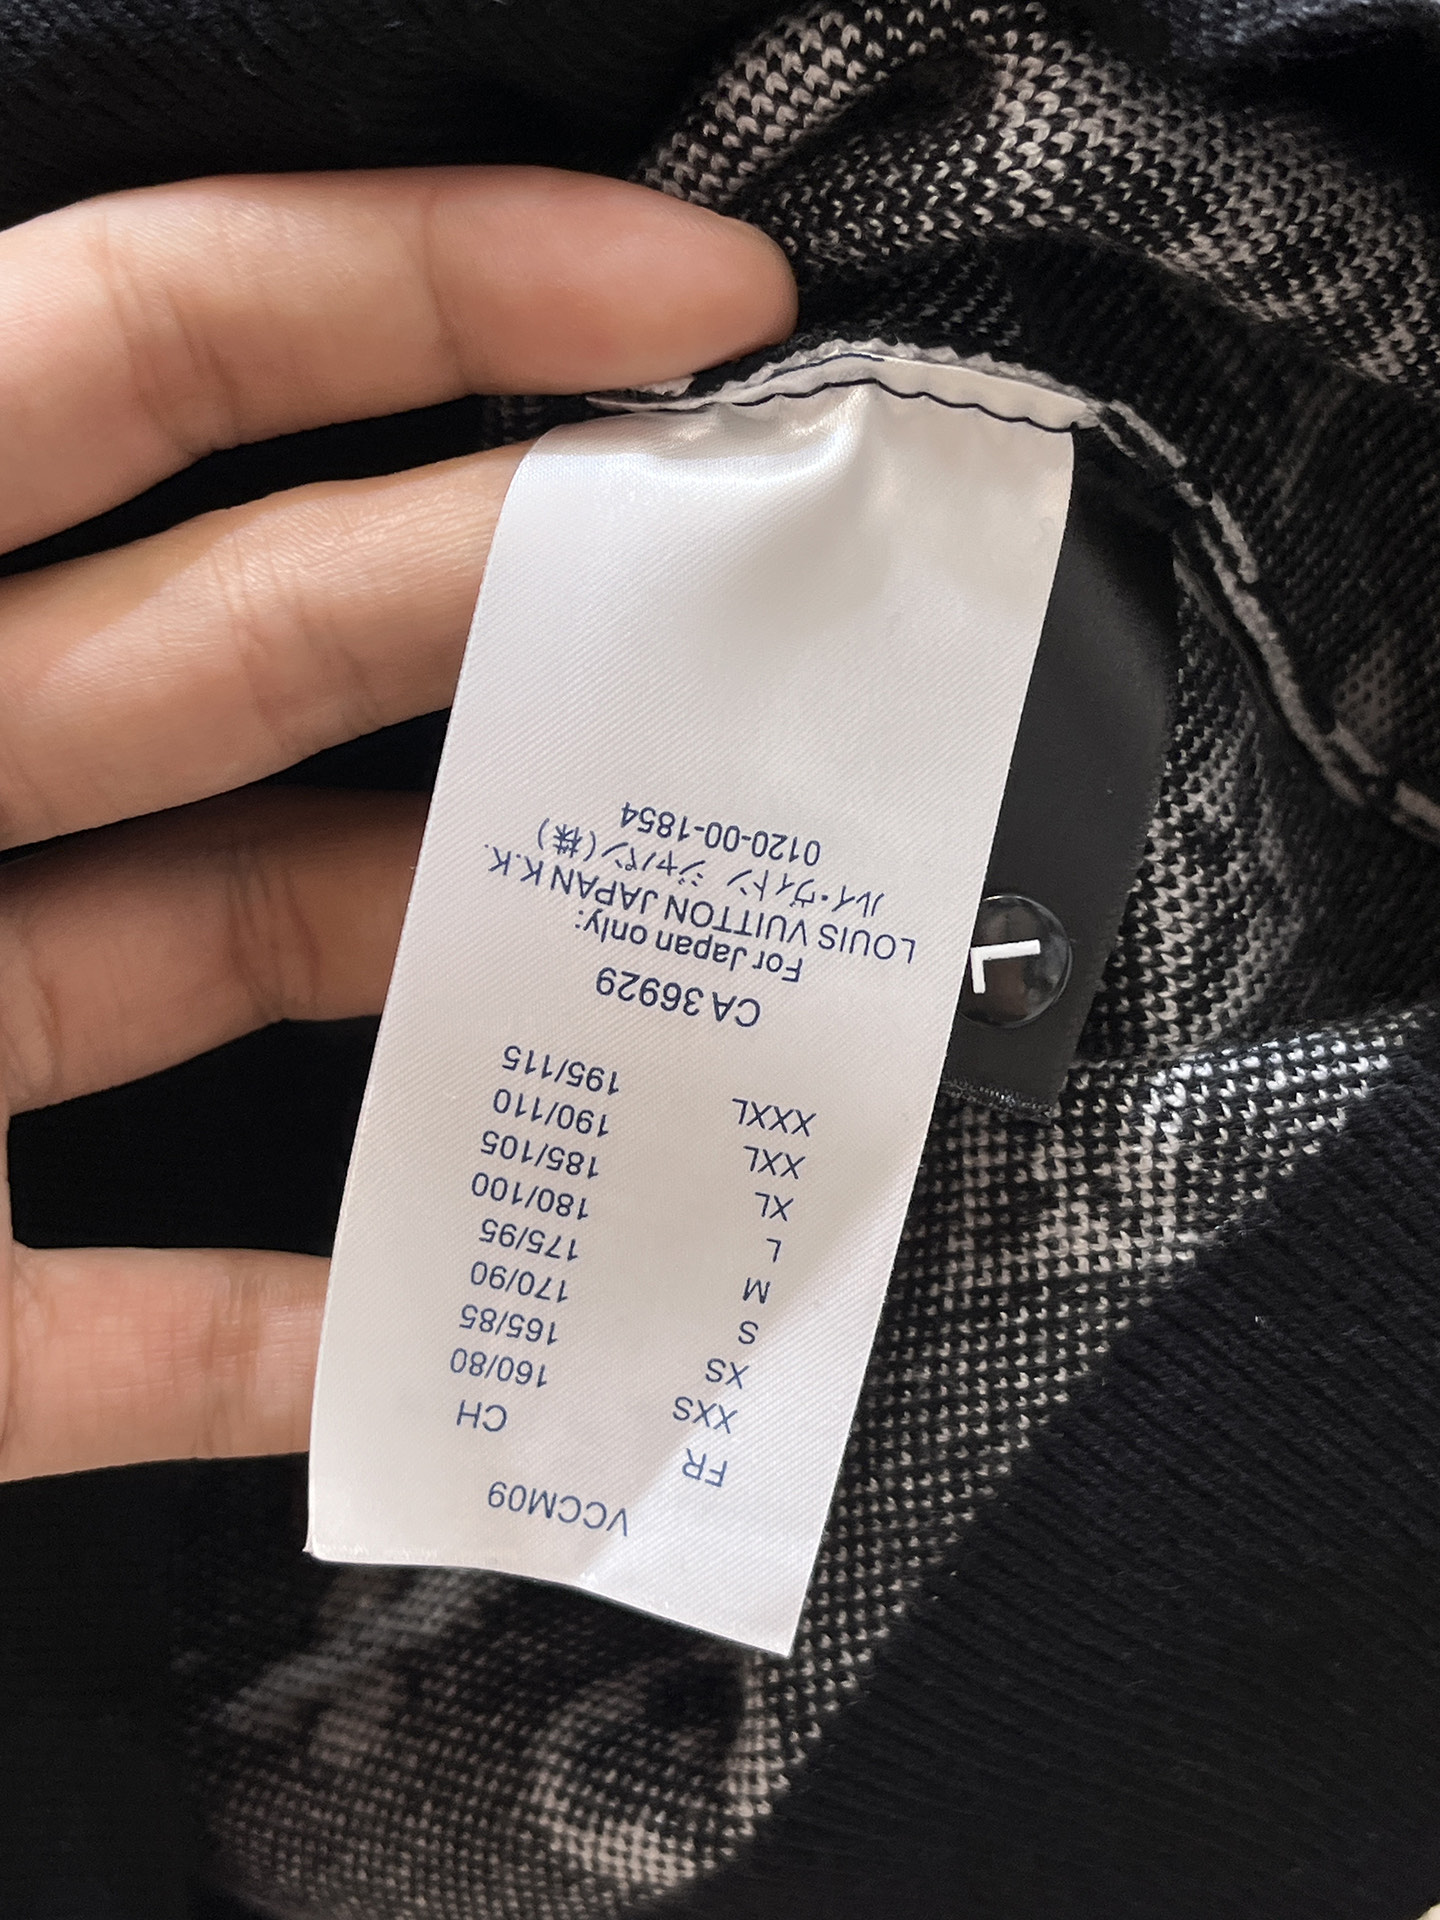 VCCM09
FR CH
XXS 160/80
XS 165/85
S 170/90
M 175/95
L 180/100
XL 185/105
XXL 190/110
XXXL 195/115
CA 36929
For Japan only:
LOUIS VUITTON JAPAN K.K.
ルイ・ヴィトン ジャパン(株)
0120-00-1854
L